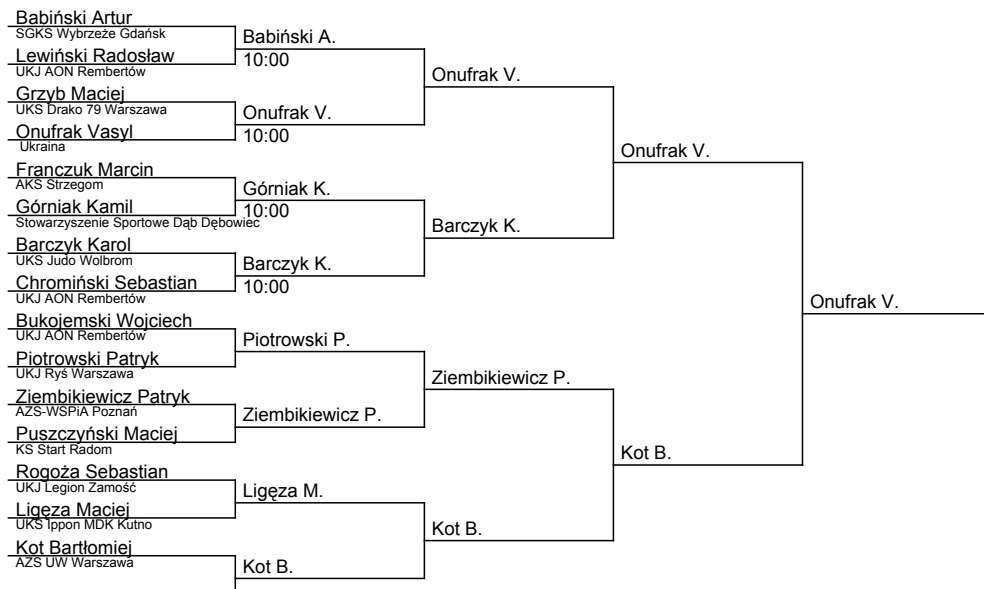 Babiński Artur
SGKS Wybrzeże Gdańsk
Lewiński Radosław
UKJ AON Rembertów
Grzyb Maciej
UKS Drako 79 Warszawa
Onufrak Vasyl
Ukraina
Franczuk Marcin
AKS Strzegom
Górniak Kamil
Stowarzyszenie Sportowe Dąb Dębowiec
Barczyk Karol
UKS Judo Wolbrom
Chromiński Sebastian
UKJ AON Rembertów
Bukojemski Wojciech
UKJ AON Rembertów
Piotrowski Patryk
UKJ Ryś Warszawa
Ziembikiewicz Patryk
AZS-WSPiA Poznań
Puszczyński Maciej
KS Start Radom
Rogoża Sebastian
UKJ Legion Zamość
Ligęza Maciej
UKS Ippon MDK Kutno
Kot Bartłomiej
AZS UW Warszawa
Babiński A.
10:00
Onufrak V.
10:00
Górniak K.
10:00
Barczyk K.
10:00
Piotrowski P.
Ziembikiewicz P.
Ligęza M.
Kot B.
Onufrak V.
Barczyk K.
Ziembikiewicz P.
Kot B.
Onufrak V.
Kot B.
Onufrak V.